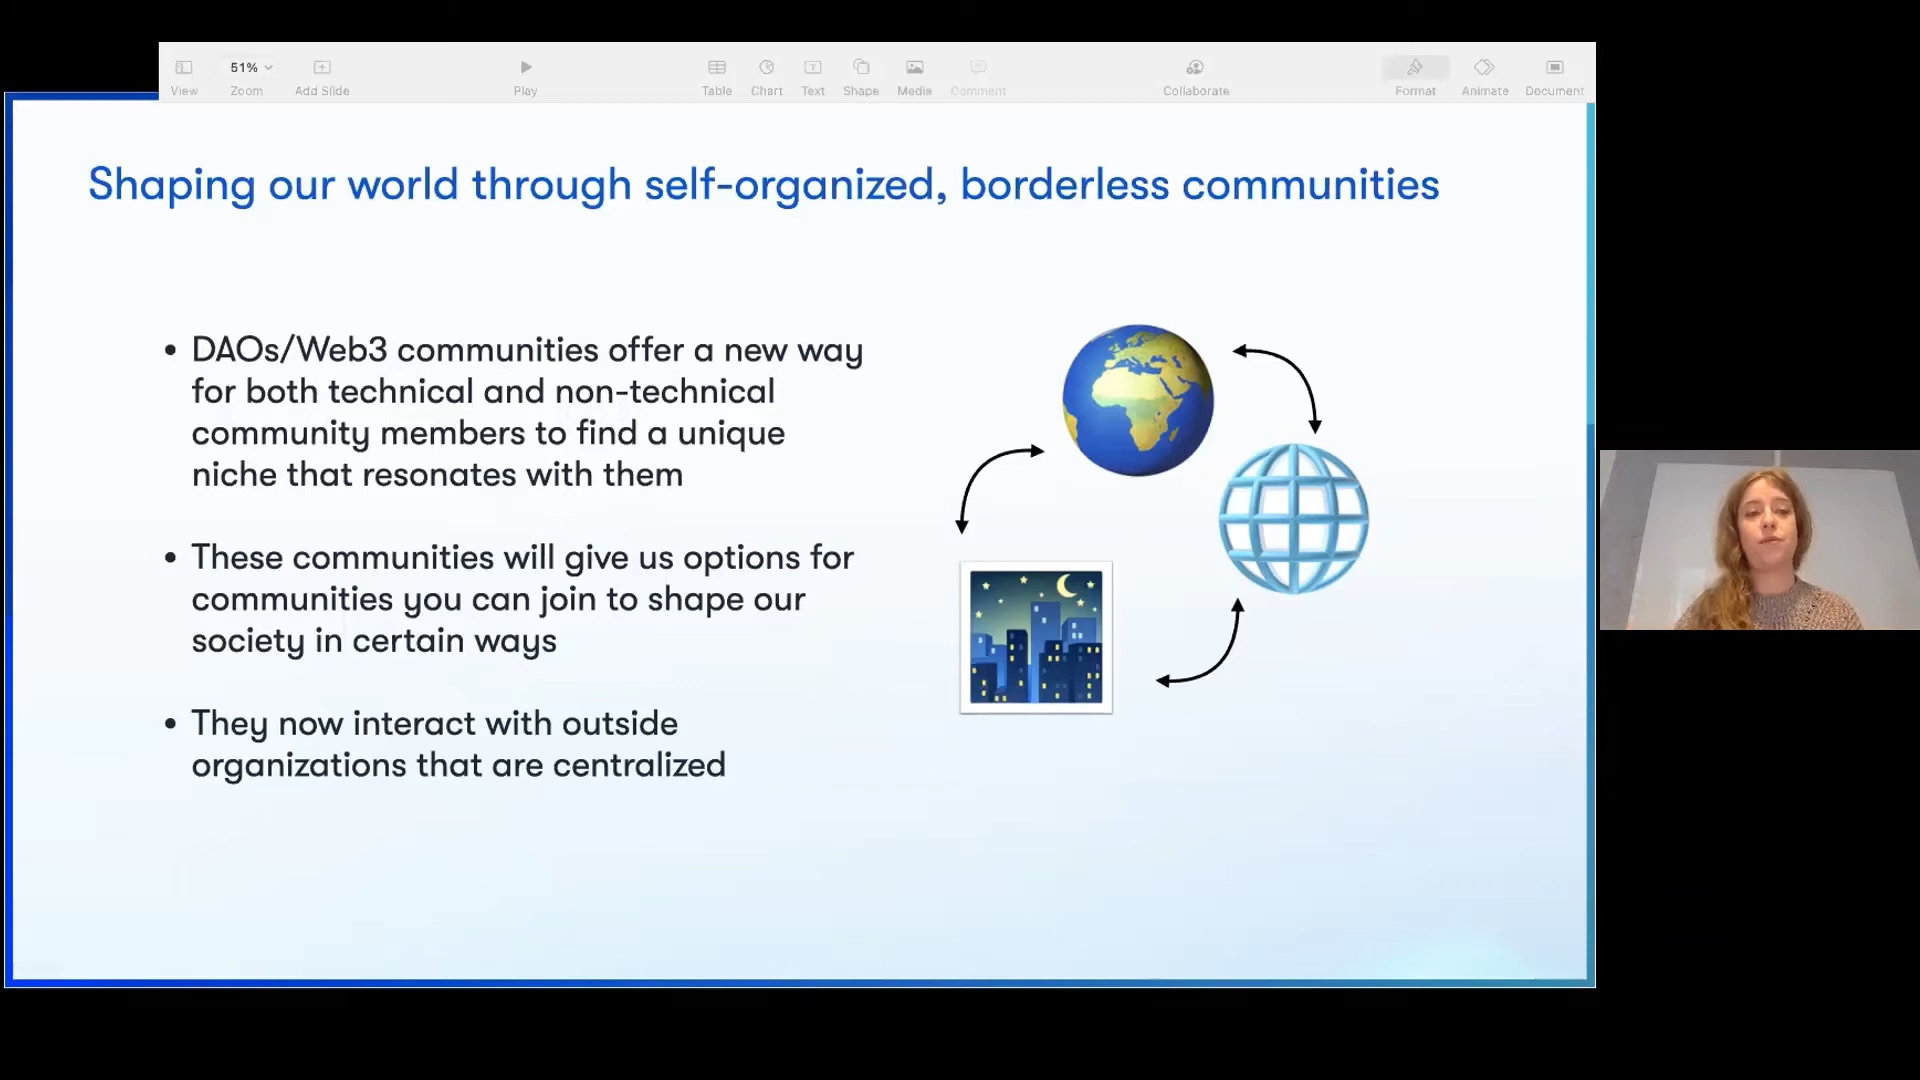 51%
View
Zoom
Add Slide
Play
Table
Chart
Text
Shape
Media
Comment
Collaborate
Format
Animate
Document
Shaping our world through self-organized, borderless communities
• DAOs/Web3 communities offer a new way
for both technical and non-technical
community members to find a unique
niche that resonates with them
• These communities will give us options for
communities you can join to shape our
society in certain ways
• They now interact with outside
organizations that are centralized